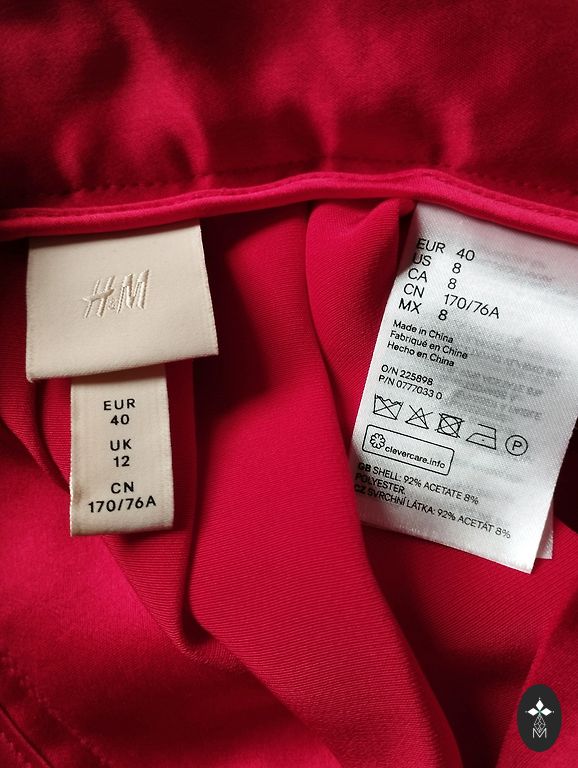 H&M
EUR
40
UK
12
CN
170/76A
EUR 40
US 8
CA 8
CN 170/76A
MX 8
Made in China
Fabriqué en Chine
Hecho en China
O/N 225898
P/N 0777033 0
P
clevercare.info
GB SHELL: 92% ACETATE 8%
POLYESTER
CZ SVRCHNÍ LÁTKA: 92% ACETÁT 8%
M